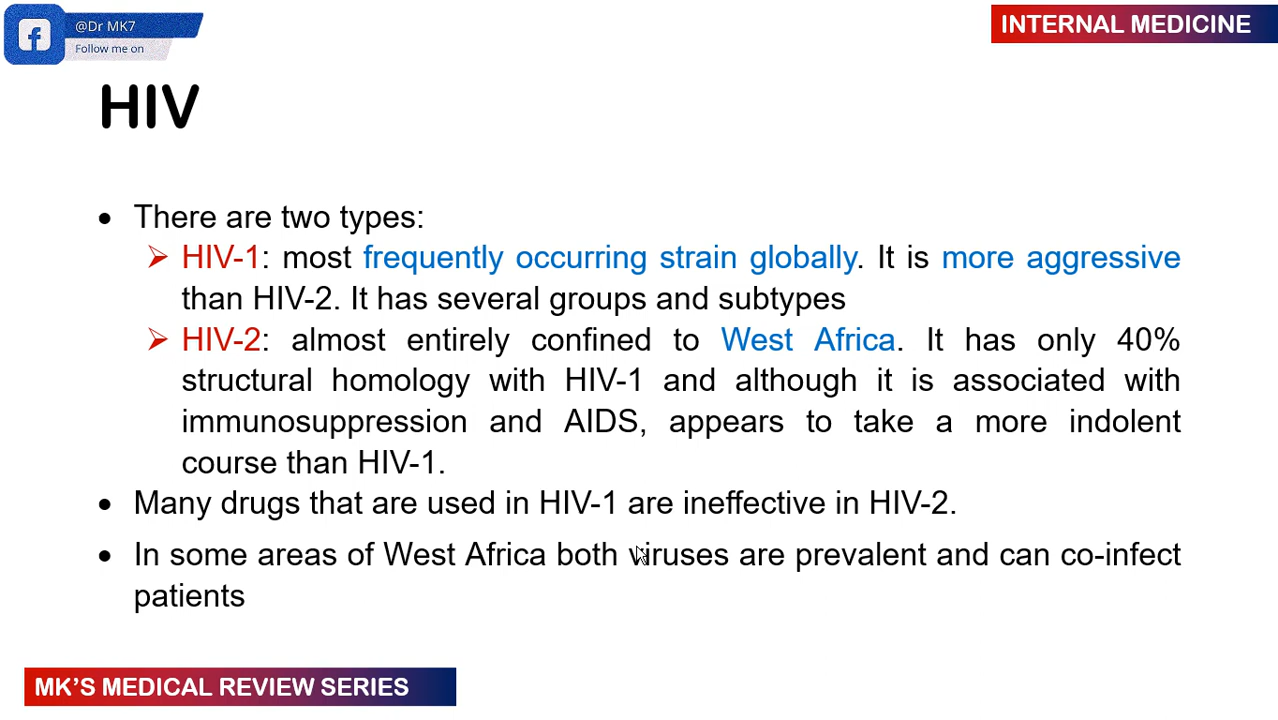 @Dr MK7
Follow me on
INTERNAL MEDICINE
HIV
• There are two types:
➢ HIV-1: most frequently occurring strain globally. It is more aggressive
than HIV-2. It has several groups and subtypes
➢ HIV-2: almost entirely confined to West Africa. It has only 40%
structural homology with HIV-1 and although it is associated with
immunosuppression and AIDS, appears to take a more indolent
course than HIV-1.
• Many drugs that are used in HIV-1 are ineffective in HIV-2.
• In some areas of West Africa both viruses are prevalent and can co-infect
patients
MK'S MEDICAL REVIEW SERIES